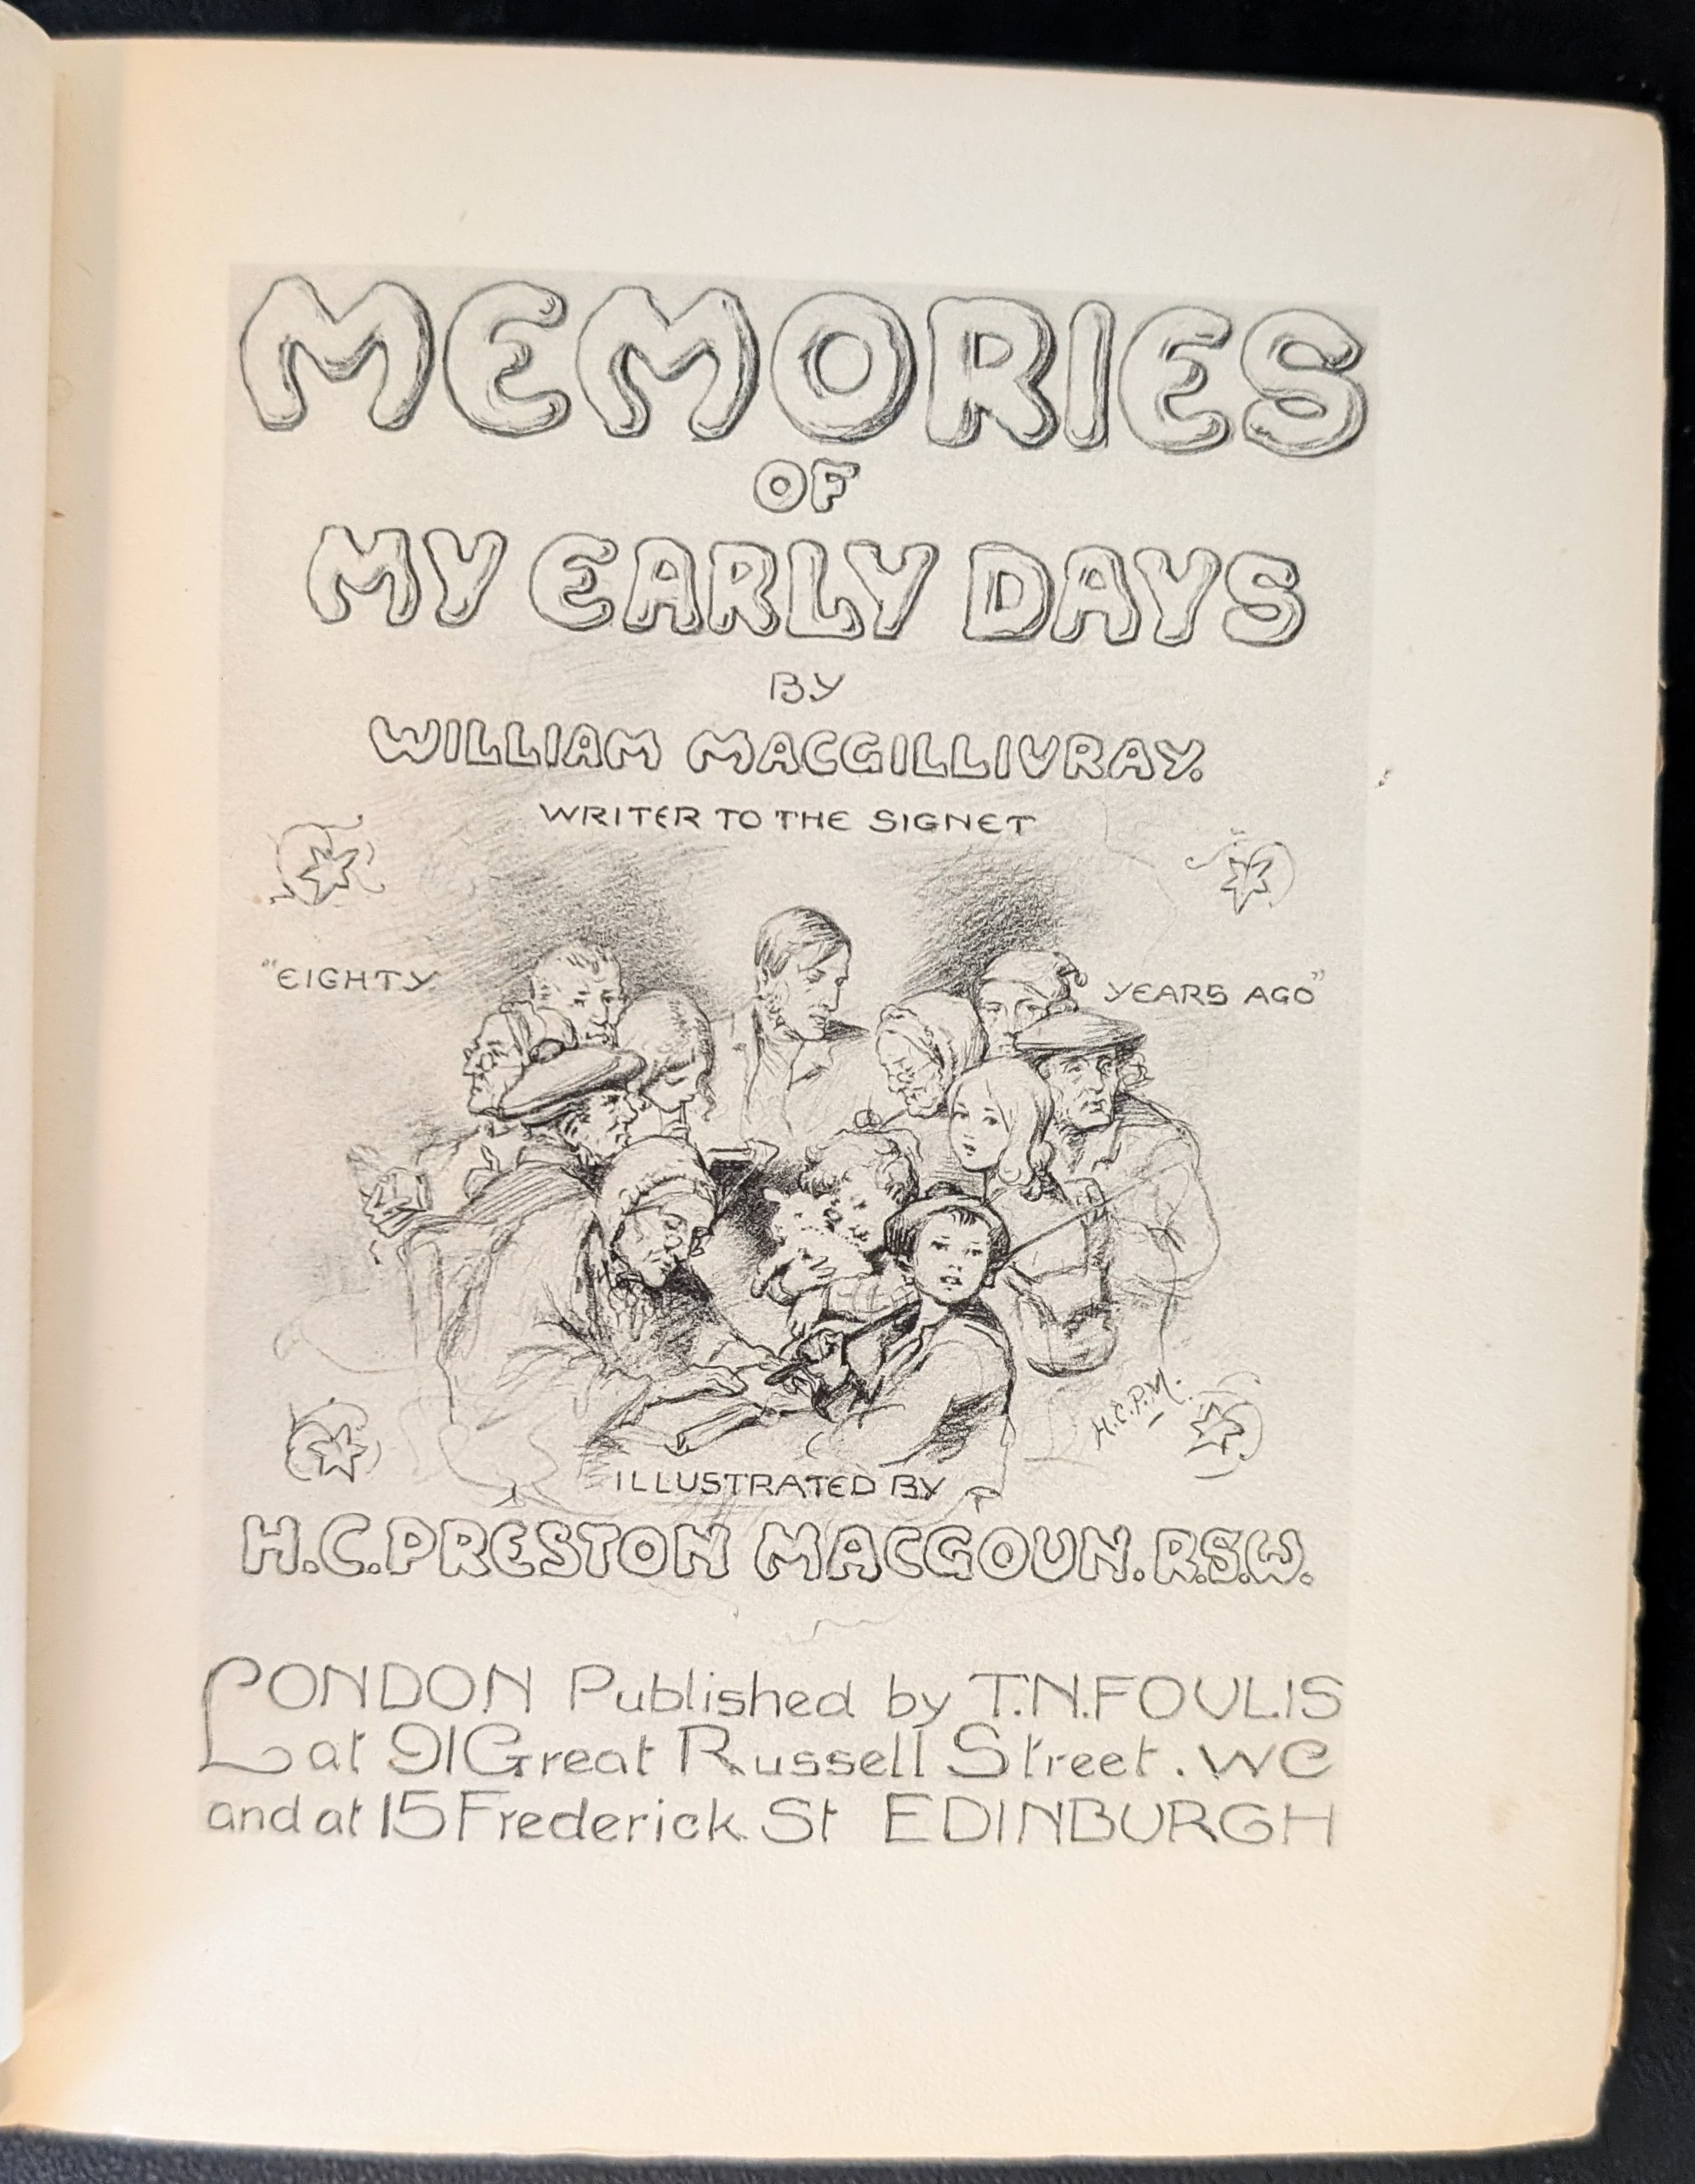 MEMORIES
OF
MY EARLY DAYS
BY
WILLIAM MACGILLIVRAY.
WRITER TO THE SIGNET
"EIGHTY YEARS AGO"
H.C.P.M.
ILLUSTRATED BY
H.C. PRESTON MACGOUN. R.S.W.
LONDON Published by T.N. FOULIS
at 91 Great Russell Street. WC
and at 15 Frederick St EDINBURGH